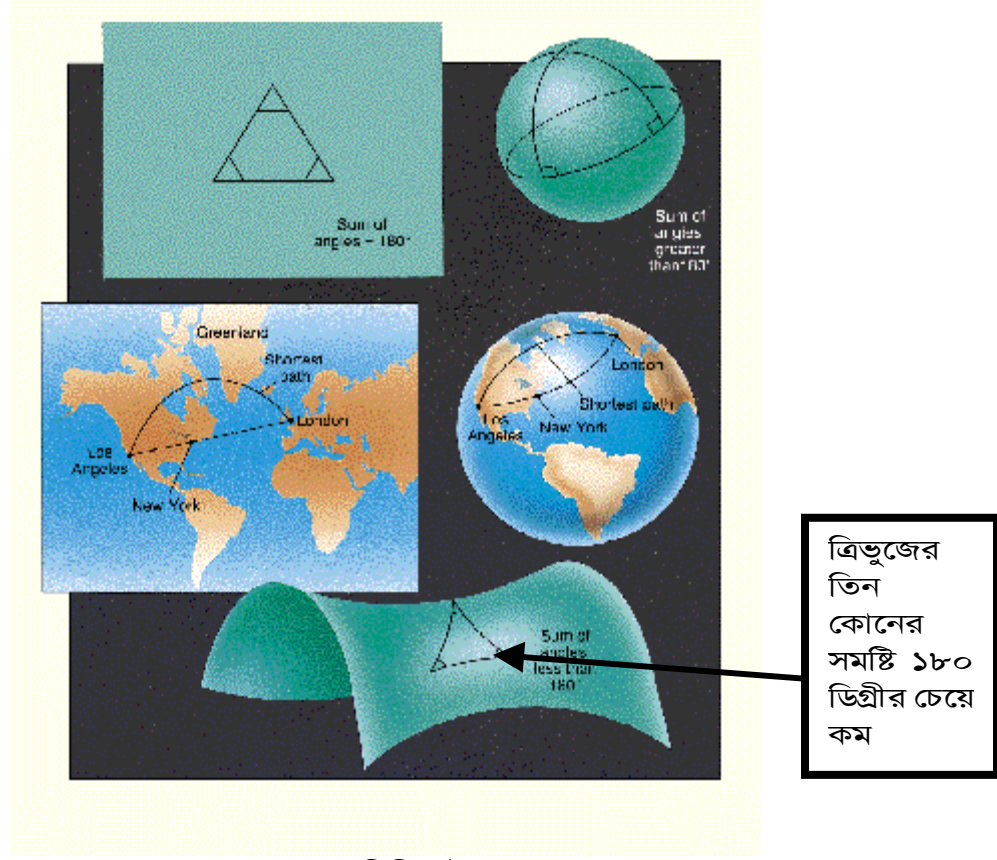 Sum of
angles = 180°
Sum of
angles
greater
than 180°
Greenland
Shortest
path
London
Los
Angeles
New York
London
Shortest path
Los
Angeles
New York
Sum of
angles
less than
180°
ত্রিভুজের
তিন
কোনের
সমষ্টি ১৮০
ডিগ্রীর চেয়ে
কম